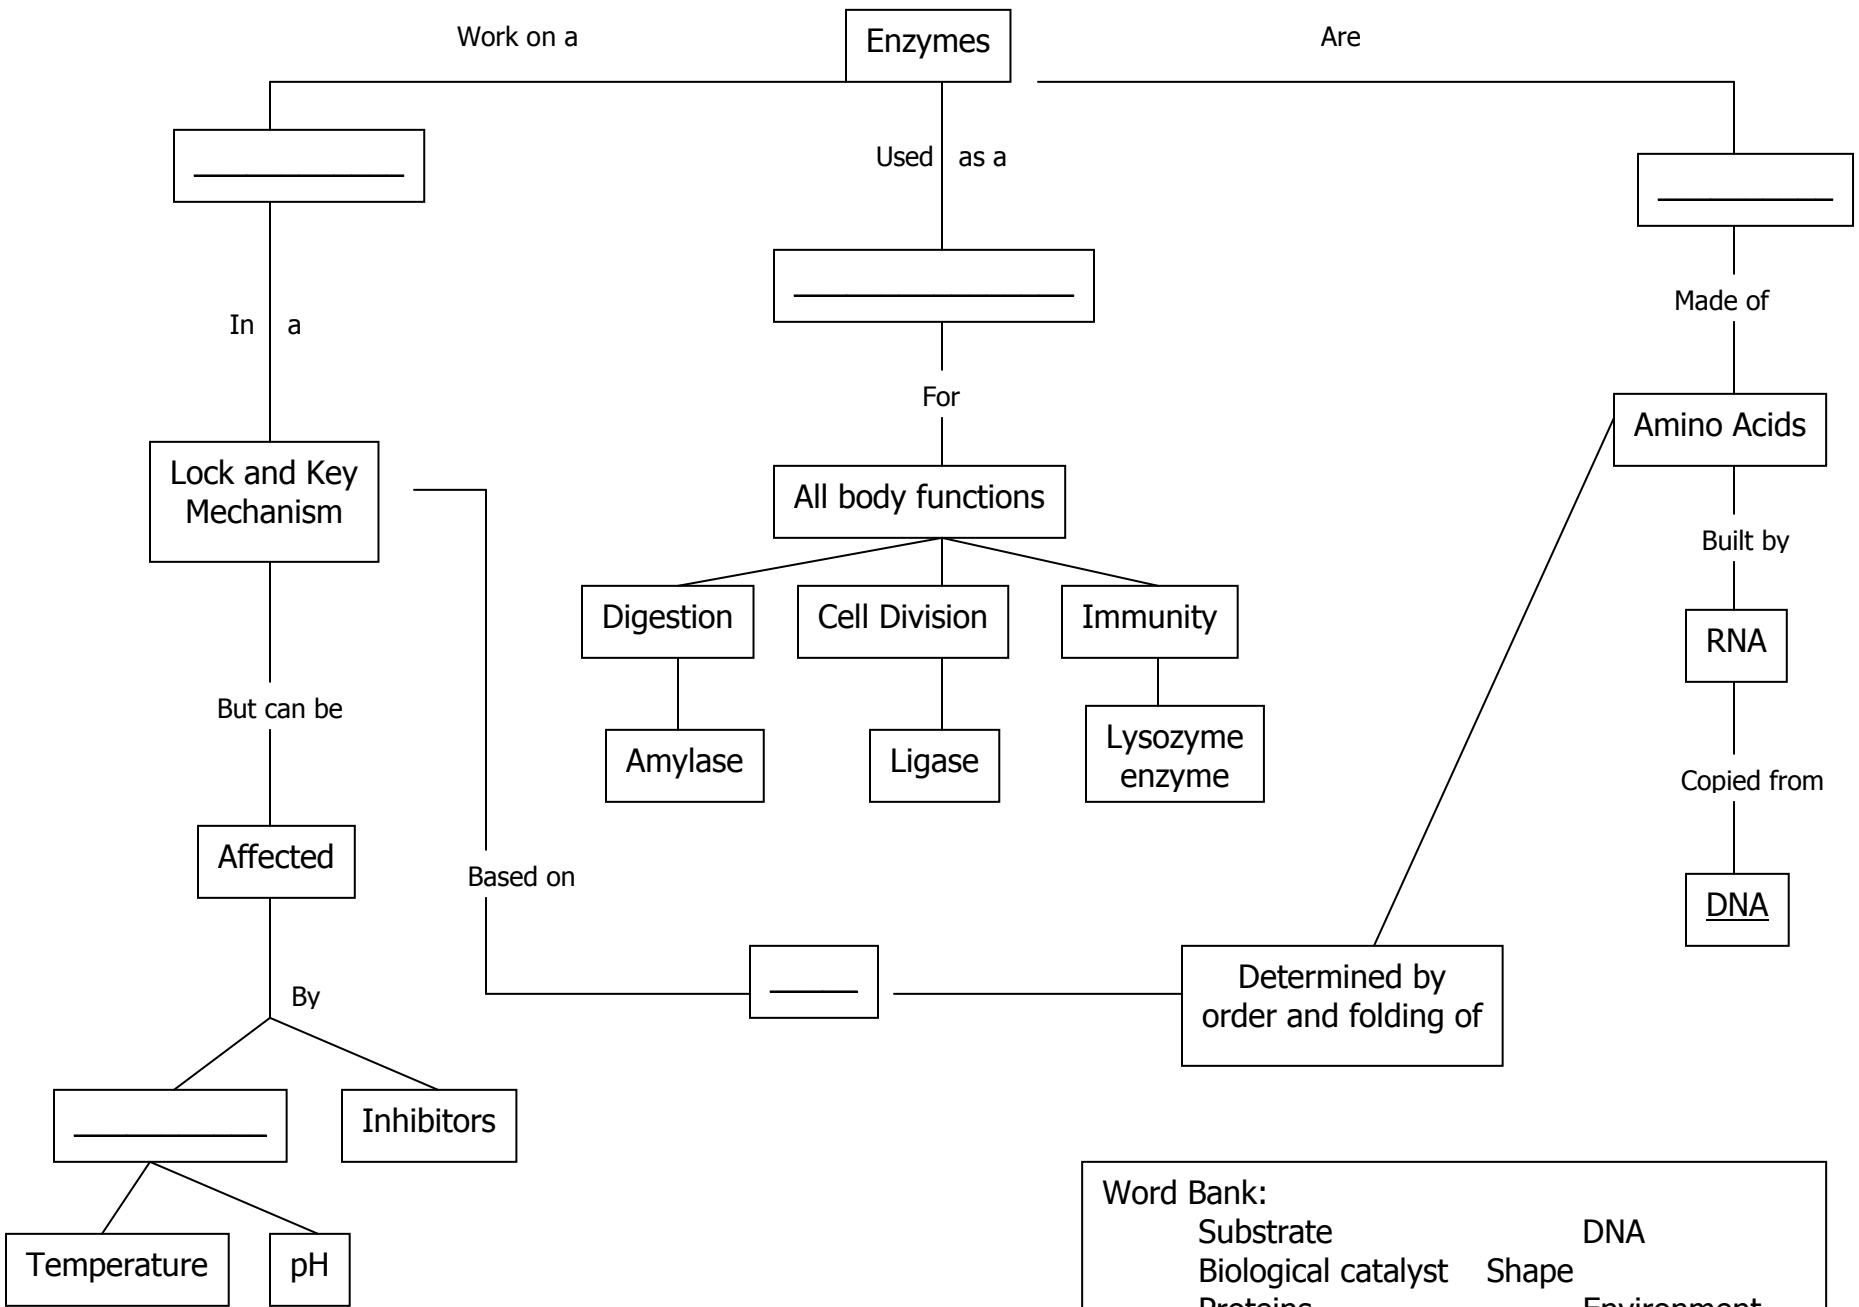 Work on a
Enzymes
Are
Used as a
In a
Made of
For
Amino Acids
Lock and Key
Mechanism
All body functions
Built by
Digestion
Cell Division
Immunity
RNA
But can be
Amylase
Ligase
Lysozyme
enzyme
Copied from
Affected
Based on
DNA
By
Determined by
order and folding of
Inhibitors
Temperature
pH
Word Bank:
Substrate DNA
Biological catalyst Shape
Proteins Environment